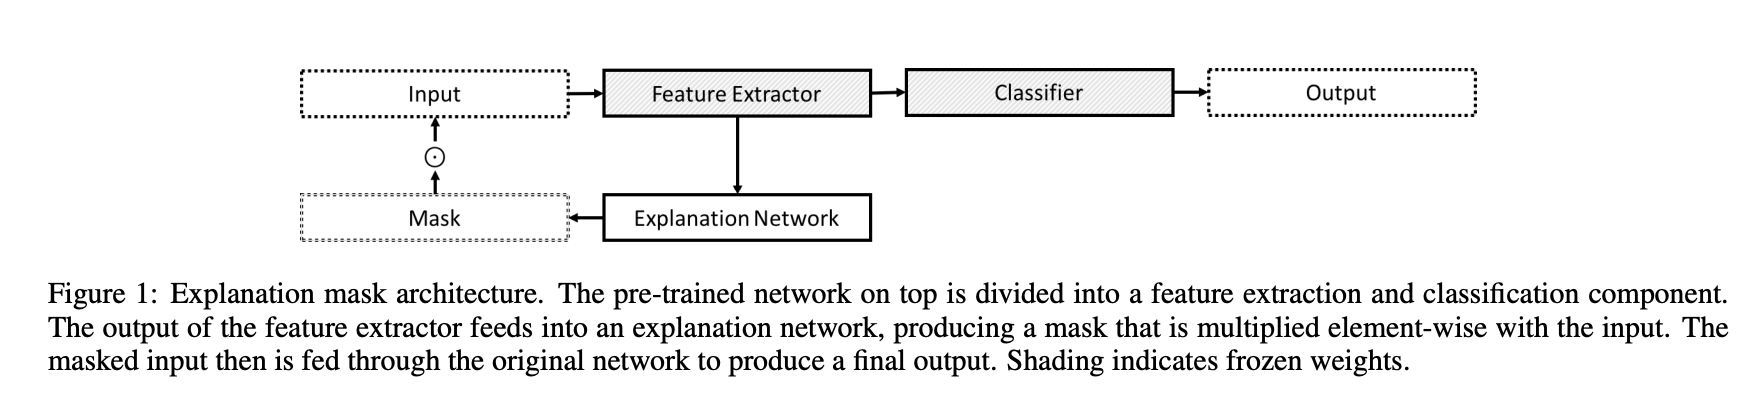 Input
Feature Extractor
Classifier
Output
Mask
Explanation Network
Figure 1: Explanation mask architecture. The pre-trained network on top is divided into a feature extraction and classification component.
The output of the feature extractor feeds into an explanation network, producing a mask that is multiplied element-wise with the input. The
masked input then is fed through the original network to produce a final output. Shading indicates frozen weights.